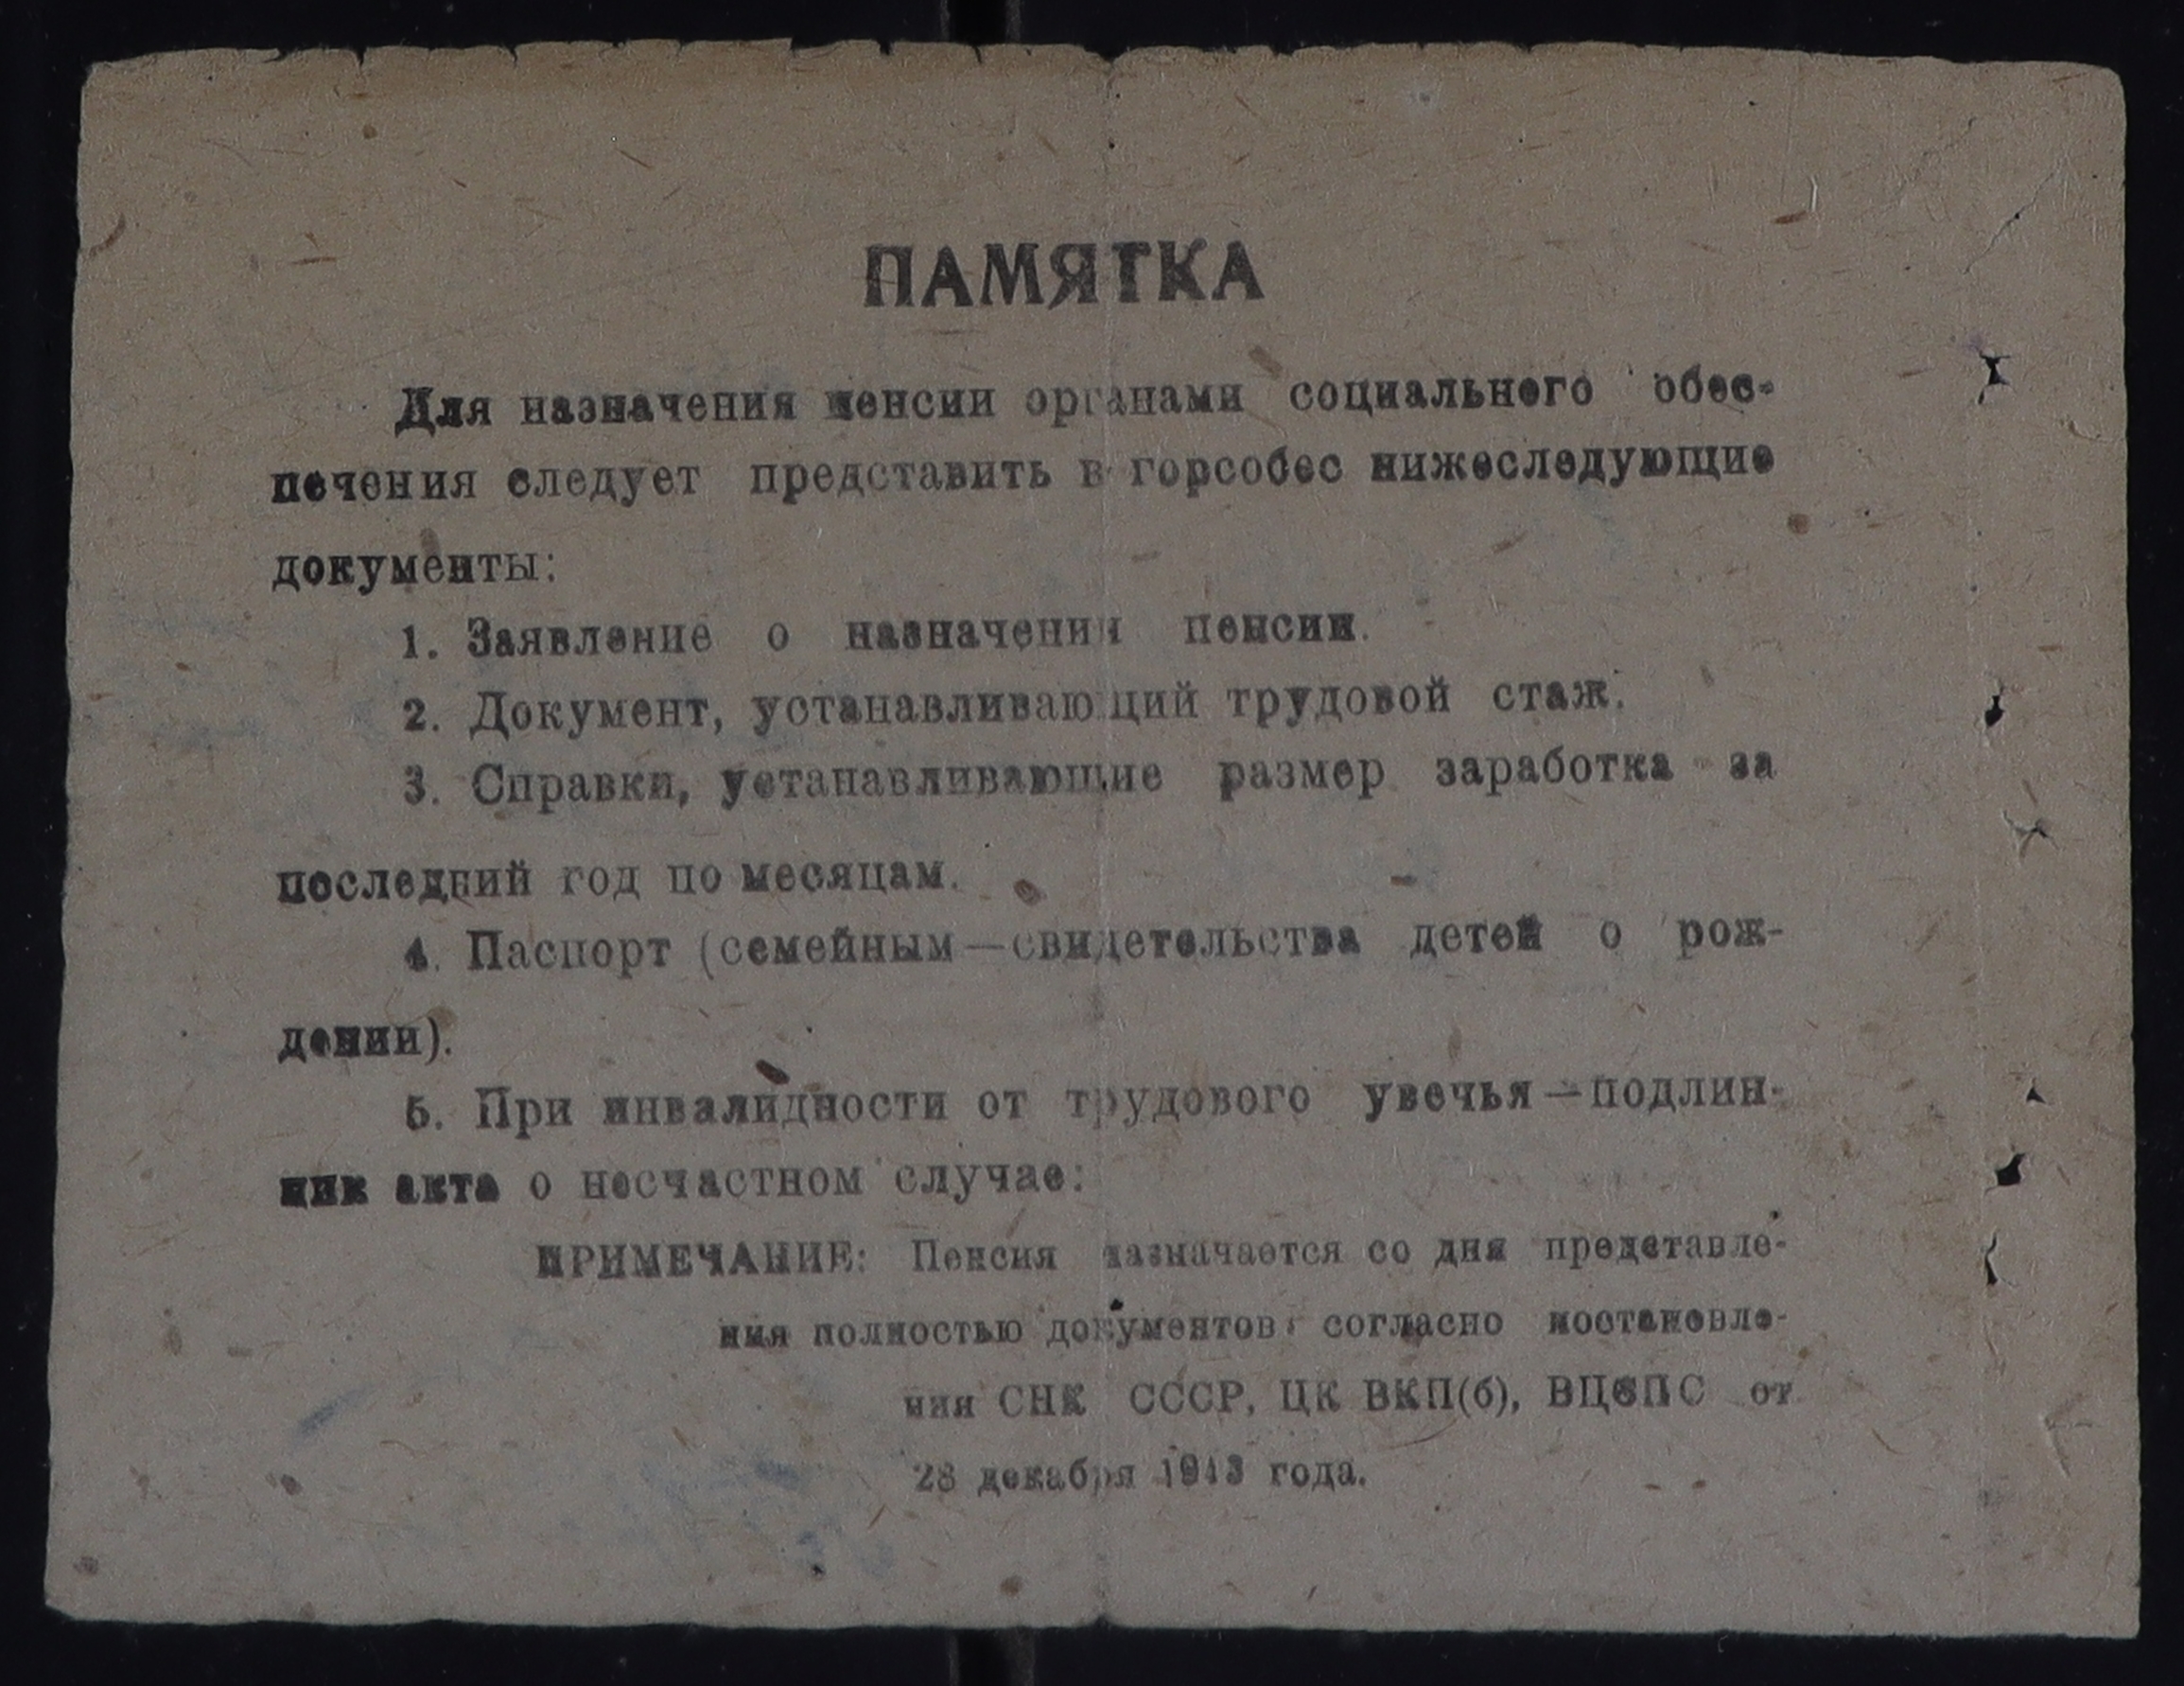 ПАМЯТКА
Для назначения пенсии органами социального обес-
печения следует представить в горсобес нижеследующие
документы:
1. Заявление о назначении пенсии.
2. Документ, устанавливающий трудовой стаж.
3. Справки, устанавливающие размер заработка за
последний год по месяцам.
4. Паспорт (семейным—свидетельства детей о рож-
дении).
5. При инвалидности от трудового увечья—подлин-
ник акта о несчастном случае:
ПРИМЕЧАНИЕ: Пенсия назначается со дня представле-
ния полностью документов, согласно постановле-
ния СНК СССР, ЦК ВКП(б), ВЦСПС от
28 декабря 1943 года.